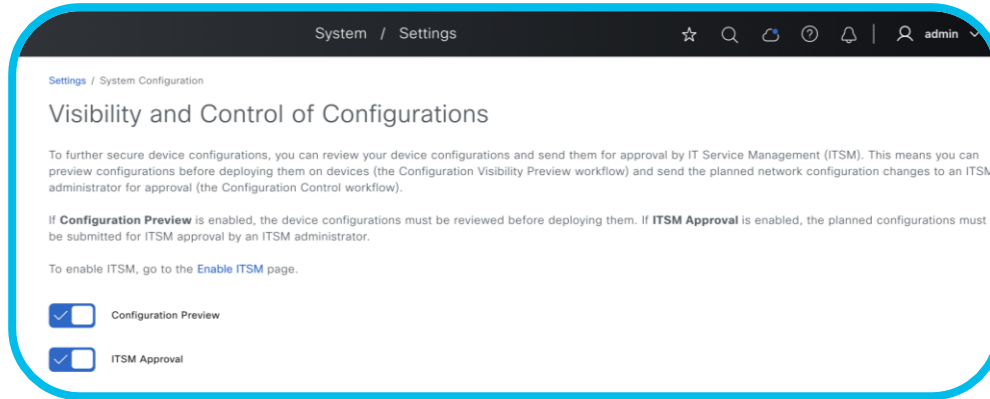 System / Settings
admin
Settings / System Configuration
Visibility and Control of Configurations
To further secure device configurations, you can review your device configurations and send them for approval by IT Service Management (ITSM). This means you can
preview configurations before deploying them on devices (the Configuration Visibility Preview workflow) and send the planned network configuration changes to an ITSM
administrator for approval (the Configuration Control workflow).
If Configuration Preview is enabled, the device configurations must be reviewed before deploying them. If ITSM Approval is enabled, the planned configurations must
be submitted for ITSM approval by an ITSM administrator.
To enable ITSM, go to the Enable ITSM page.
Configuration Preview
ITSM Approval